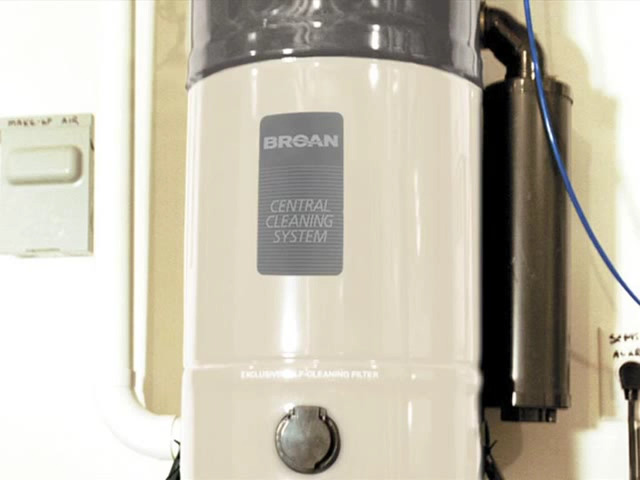 MAKE-UP AIR
BROAN
CENTRAL
CLEANING
SYSTEM
EXCLUSIVE SELF-CLEANING FILTER